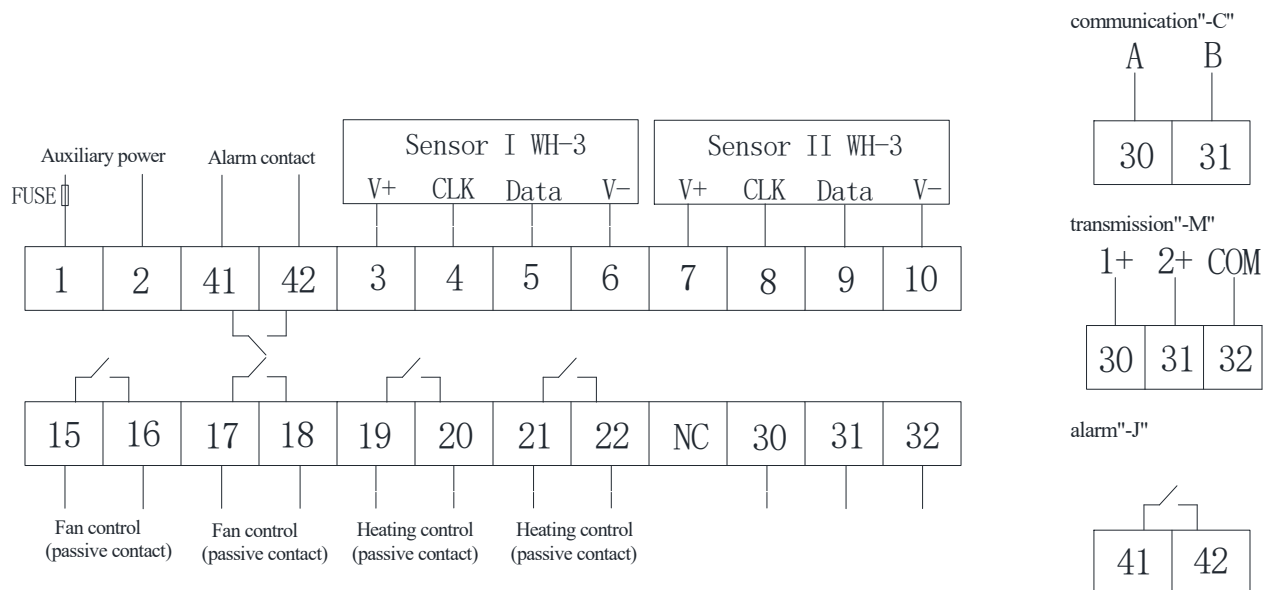 communication"-C"
A B
30 31
Auxiliary power
Alarm contact
FUSE
Sensor I WH-3
V+ CLK Data V-
Sensor II WH-3
V+ CLK Data V-
1 2 41 42 3 4 5 6 7 8 9 10
transmission"-M"
1+ 2+ COM
30 31 32
15 16 17 18 19 20 21 22 NC 30 31 32
Fan control
(passive contact)
Fan control
(passive contact)
Heating control
(passive contact)
Heating control
(passive contact)
alarm"-J"
41 42